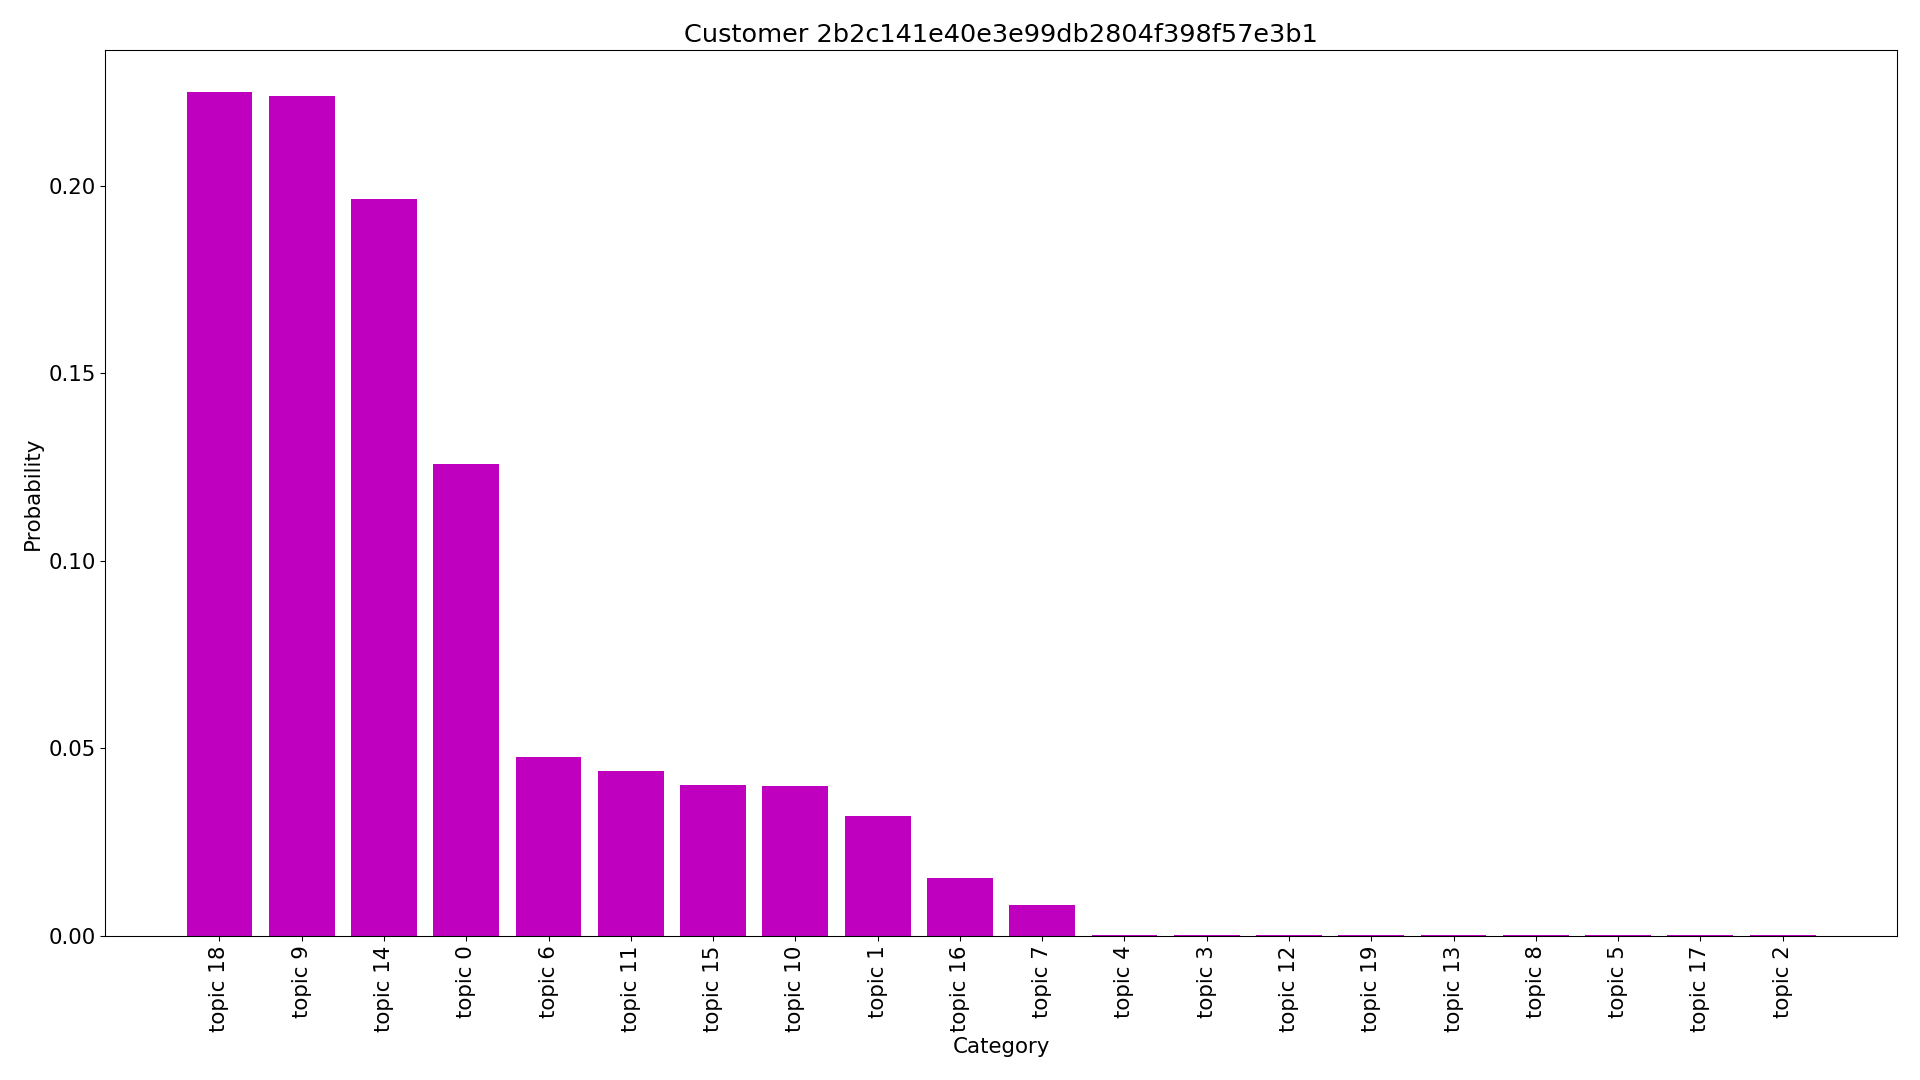 Customer 2b2c141e40e3e99db2804f398f57e3b1
Probability
0.20
0.15
0.10
0.05
0.00
topic 18
topic 9
topic 14
topic 0
topic 6
topic 11
topic 15
topic 10
topic 1
topic 16
topic 7
topic 4
topic 3
topic 12
topic 19
topic 13
topic 8
topic 5
topic 17
topic 2
Category